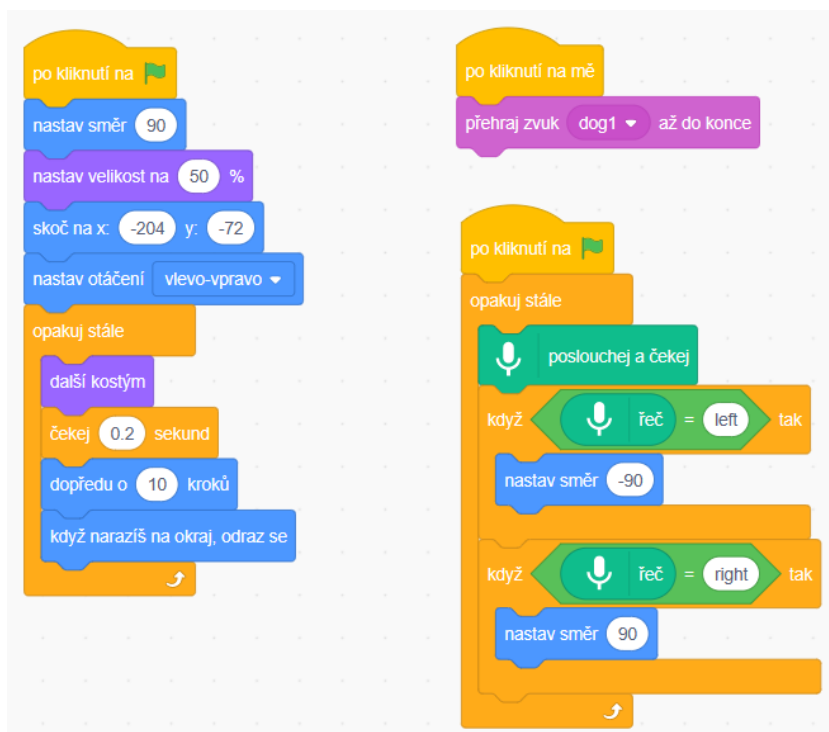 po kliknutí na
nastav směr 90
nastav velikost na 50 %
skoč na x: -204 y: -72
nastav otáčení vlevo-vpravo
opakuj stále
další kostým
čekej 0.2 sekund
dopředu o 10 kroků
když narazíš na okraj, odraz se
po kliknutí na mě
přehraj zvuk dog1 až do konce
po kliknutí na
opakuj stále
poslouchej a čekej
když řeč = left tak
nastav směr -90
když řeč = right tak
nastav směr 90